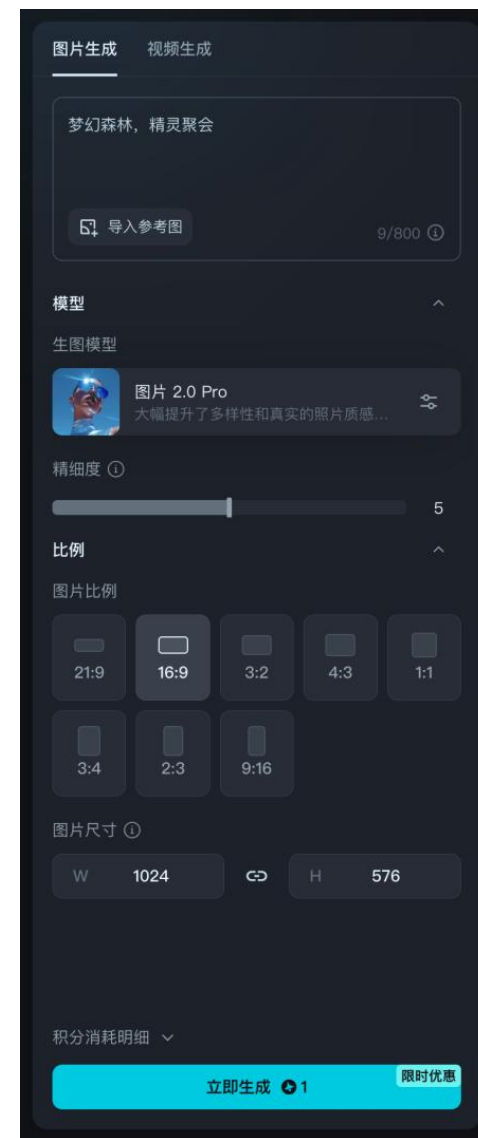 图片生成 视频生成
梦幻森林，精灵聚会
导入参考图 9/800
模型
生图模型
图片 2.0 Pro
大幅提升了多样性和真实的照片质感...
精细度
5
比例
图片比例
21:9 16:9 3:2 4:3 1:1
3:4 2:3 9:16
图片尺寸
W 1024 H 576
积分消耗明细
限时优惠
立即生成 1